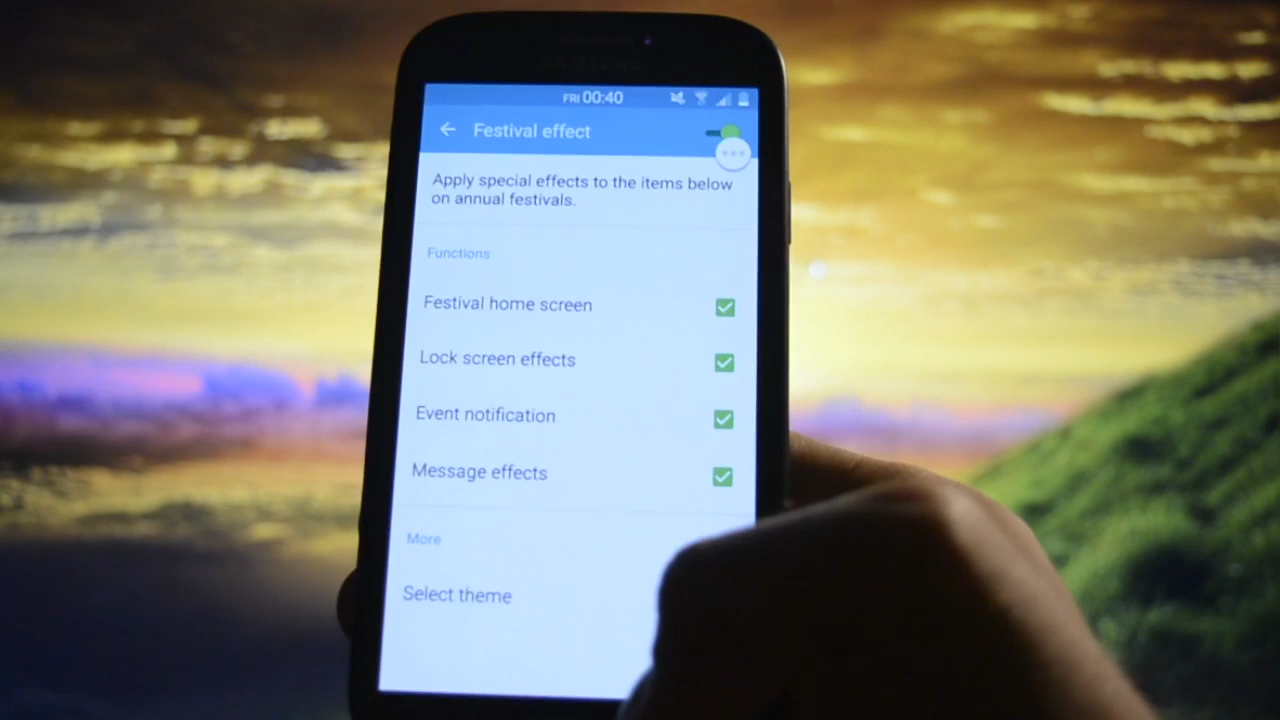 FRI 00:40
Festival effect
Apply special effects to the items below
on annual festivals.
Functions
Festival home screen
Lock screen effects
Event notification
Message effects
More
Select theme